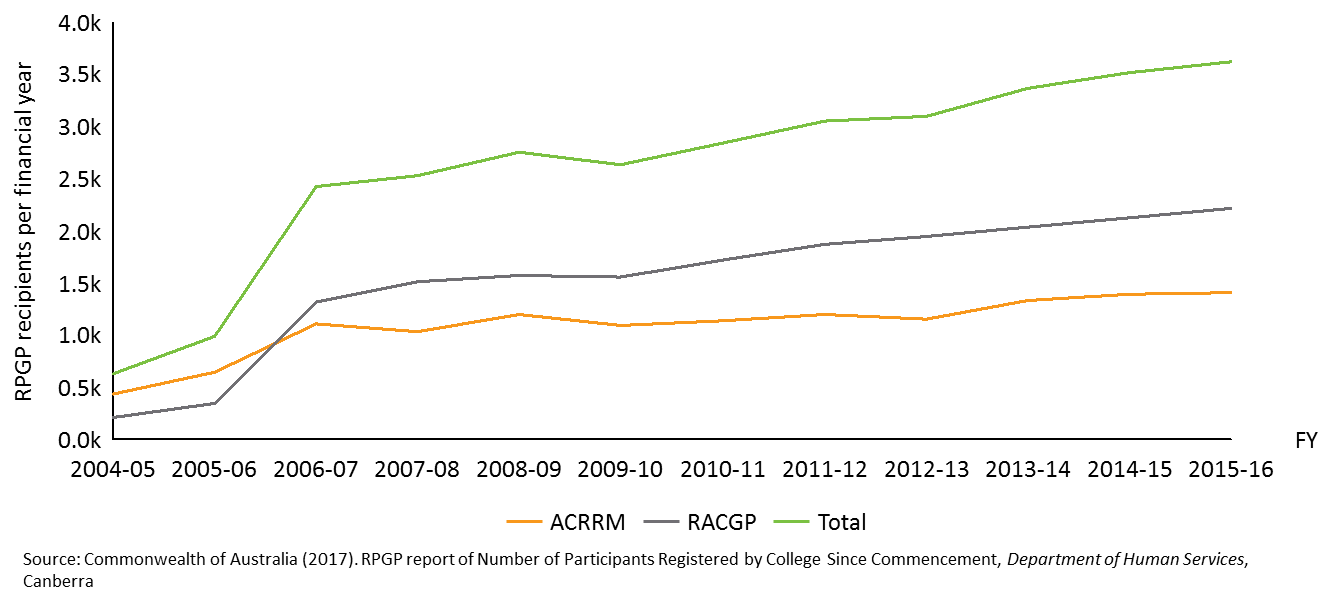 RPGP recipients per financial year
4.0k
3.5k
3.0k
2.5k
2.0k
1.5k
1.0k
0.5k
0.0k
FY
2004-05 2005-06 2006-07 2007-08 2008-09 2009-10 2010-11 2011-12 2012-13 2013-14 2014-15 2015-16
ACRRM RACGP Total
Source: Commonwealth of Australia (2017). RPGP report of Number of Participants Registered by College Since Commencement, Department of Human Services,
Canberra